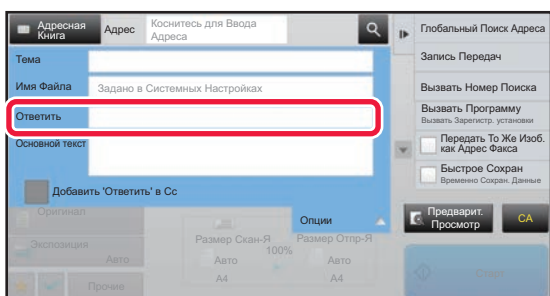 Адресная
Книга
Адрес
Коснитесь для Ввода
Адреса
Тема
Имя Файла
Задано в Системных Настройках
Ответить
Основной текст
Добавить 'Ответить' в Cc
Оригинал
Опции
Экспозиция
Авто
Размер Скан-Я
100%
Размер Отпр-Я
Авто
A4
Авто
A4
Прочие
Глобальный Поиск Адреса
Запись Передач
Вызвать Номер Поиска
Вызвать Программу
Вызвать Зарегистр. установки
Передать То Же Изоб.
как Адрес Факса
Быстрое Сохран
Временно Сохран. Данные
Предварит.
Просмотр
CA
Старт